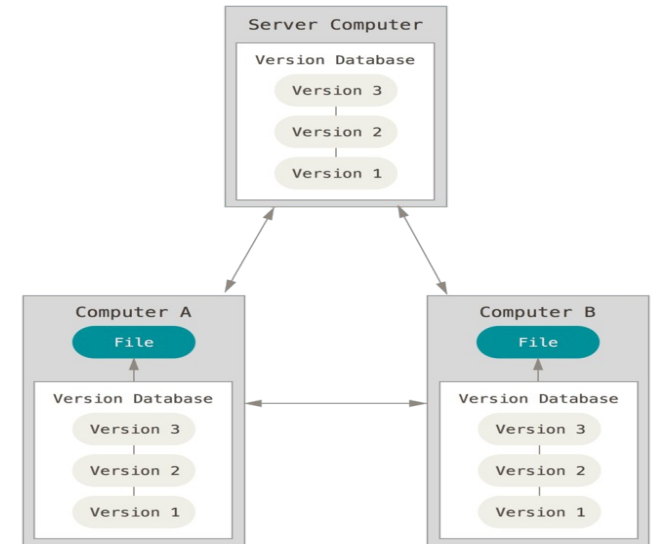 Server Computer
Version Database
Version 3
Version 2
Version 1
Computer A
File
Version Database
Version 3
Version 2
Version 1
Computer B
File
Version Database
Version 3
Version 2
Version 1